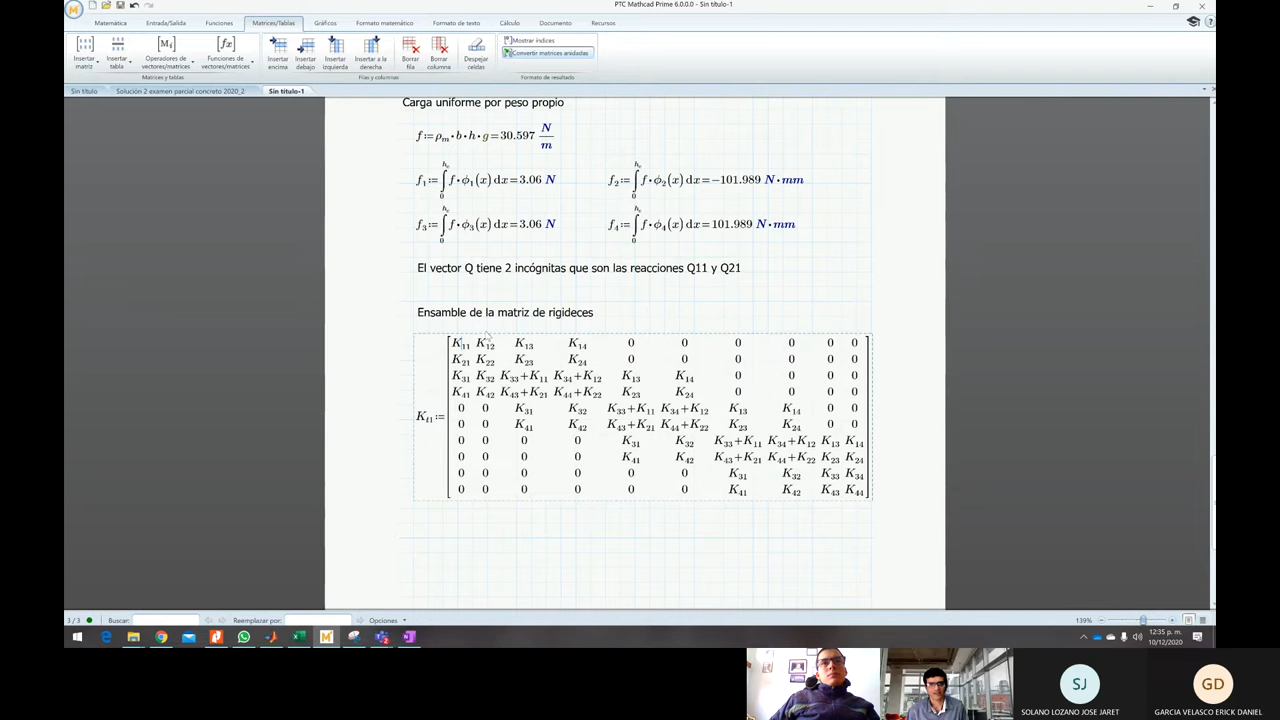 PTC Mathcad Prime 6.0.0.0 - Sin título-1
Matemática Entrada/Salida Funciones Matrices/Tablas Gráficos Formato matemático Formato de texto Cálculo Documento Recursos
Insertar matriz Insertar tabla Operadores de vectores/matrices Funciones de vectores/matrices Insertar encima Insertar debajo Insertar izquierda Insertar a la derecha Borrar fila Borrar columna Despejar celdas
Mostrar índices
Convertir matrices anidadas
Matrices y tablas Filas y columnas Formato de resultado
Sin título Solución 2 examen parcial concreto 2020_2 Sin título-1
Carga uniforme por peso propio
f:=ρm·b·h·g=30.597 N/m
f1:=∫0^he f·ϕ1(x) dx=3.06 N f2:=∫0^he f·ϕ2(x) dx=−101.989 N·mm
f3:=∫0^he f·ϕ3(x) dx=3.06 N f4:=∫0^he f·ϕ4(x) dx=101.989 N·mm
El vector Q tiene 2 incógnitas que son las reacciones Q11 y Q21
Ensamble de la matriz de rigideces
K11 K12 K13 K14 0 0 0 0 0 0
K21 K22 K23 K24 0 0 0 0 0 0
K31 K32 K33+K11 K34+K12 K13 K14 0 0 0 0
K41 K42 K43+K21 K44+K22 K23 K24 0 0 0 0
0 0 K31 K32 K33+K11 K34+K12 K13 K14 0 0
Kt1:=
0 0 K41 K42 K43+K21 K44+K22 K23 K24 0 0
0 0 0 0 K31 K32 K33+K11 K34+K12 K13 K14
0 0 0 0 K41 K42 K43+K21 K44+K22 K23 K24
0 0 0 0 0 0 K31 K32 K33 K34
0 0 0 0 0 0 K41 K42 K43 K44
3/3 Buscar: Reemplazar por: Opciones 139%
12:35 p. m.
10/12/2020
SJ GD
SOLANO LOZANO JOSE JARET GARCIA VELASCO ERICK DANIEL